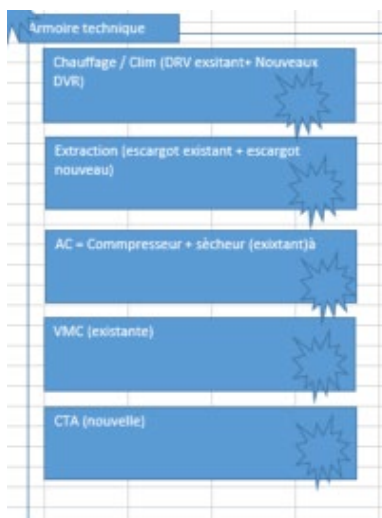 Armoire technique
Chauffage / Clim (DRV exsitant+ Nouveaux
DVR)
Extraction (escargot existant + escargot
nouveau)
AC = Commpresseur + sècheur (exixtant)à
VMC (existante)
CTA (nouvelle)